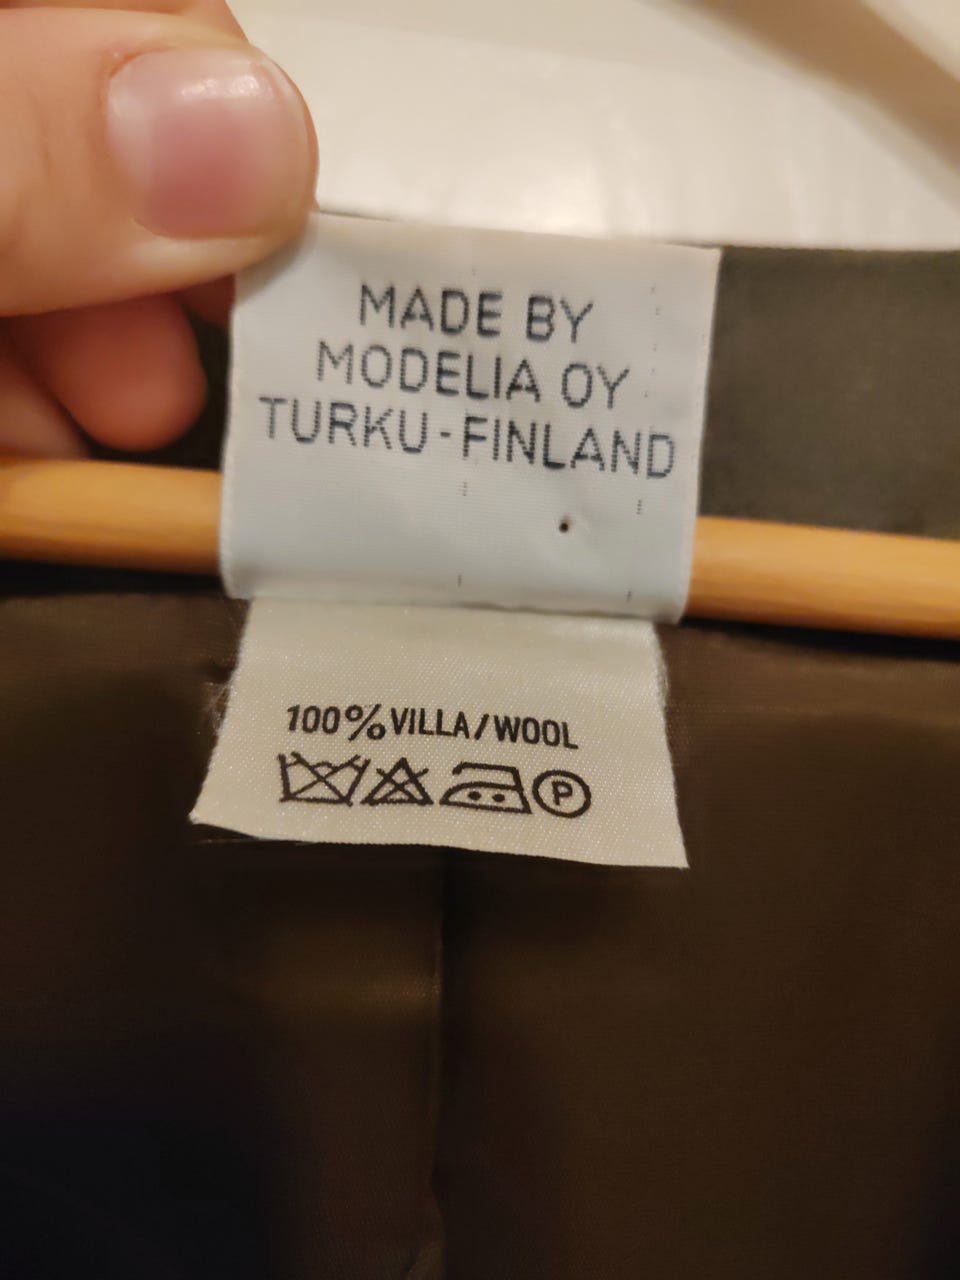 MADE BY
MODELIA OY
TURKU-FINLAND
100% VILLA/WOOL
P